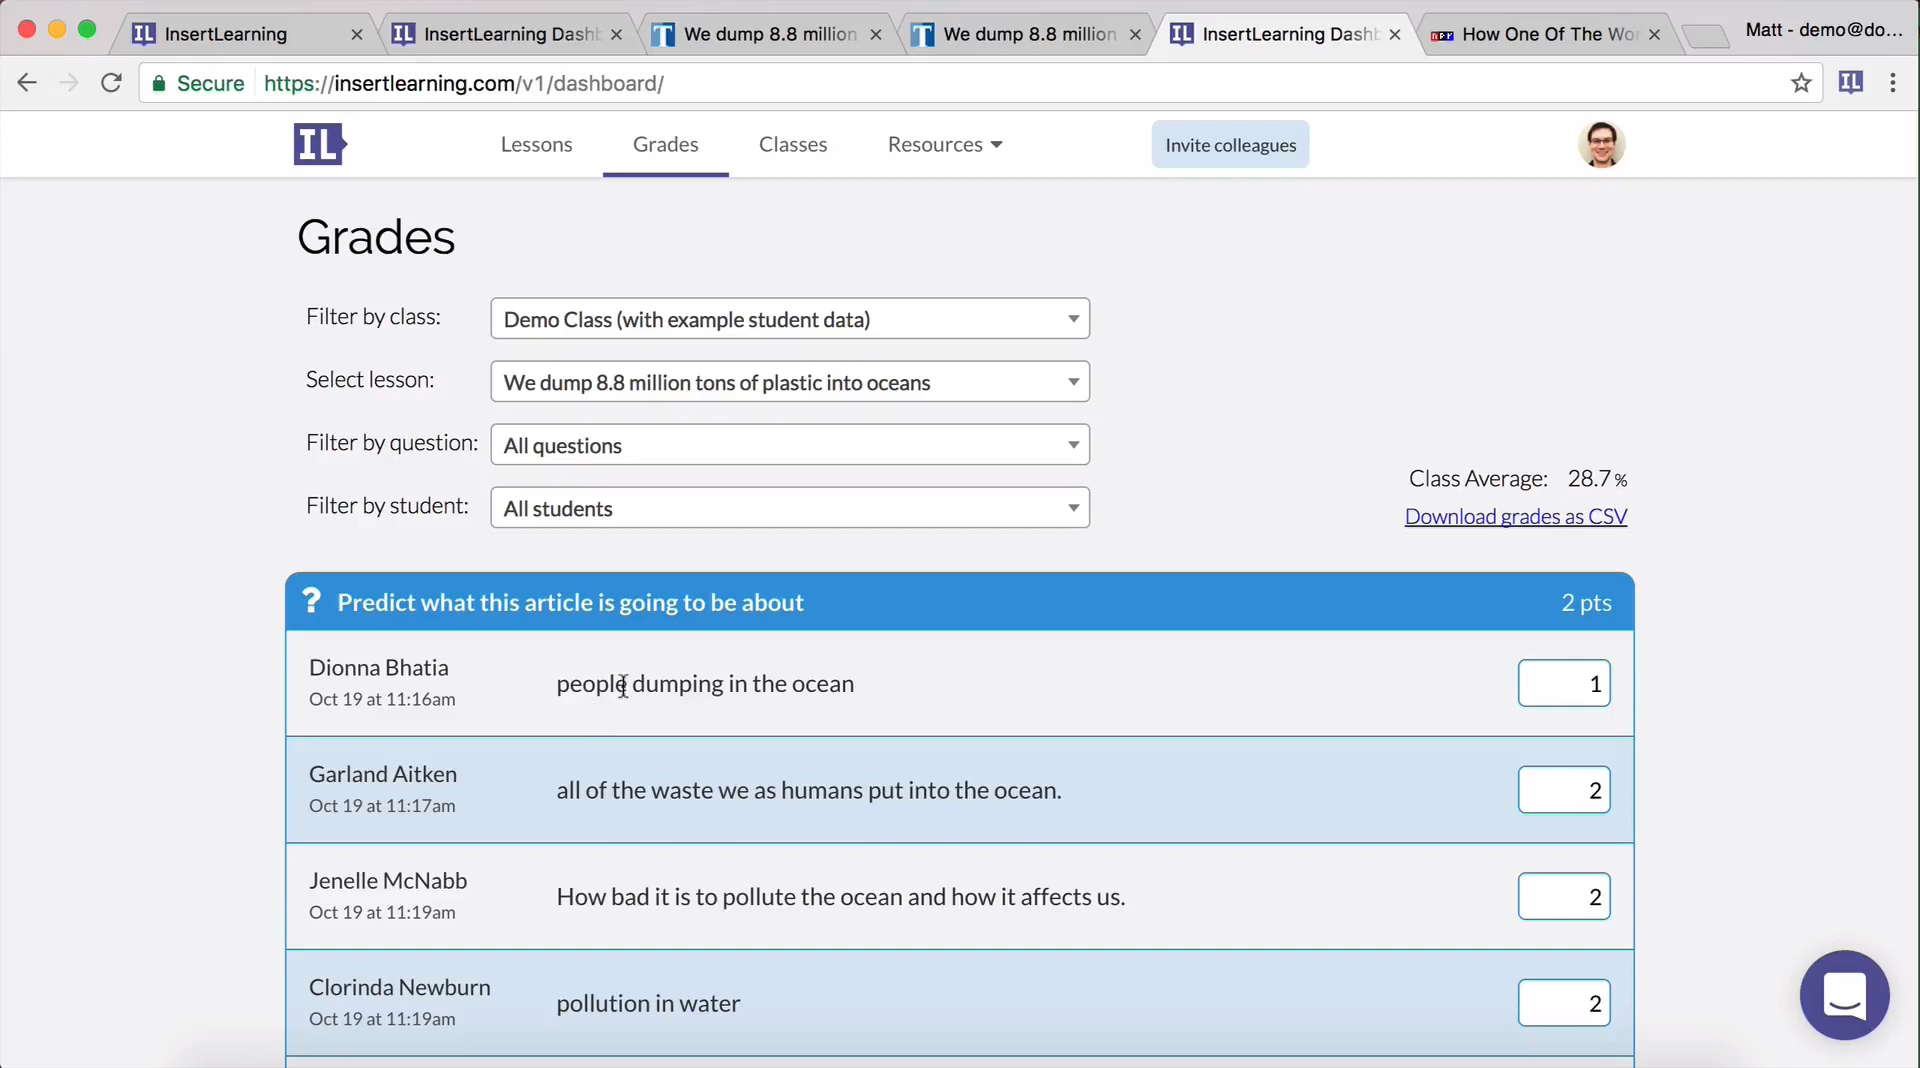 InsertLearning
InsertLearning Dashb
We dump 8.8 million
We dump 8.8 million
InsertLearning Dashb
How One Of The Wor
Matt - demo@do...
Secure https://insertlearning.com/v1/dashboard/
IL
IL
Lessons
Grades
Classes
Resources
Invite colleagues
Grades
Filter by class:
Demo Class (with example student data)
Select lesson:
We dump 8.8 million tons of plastic into oceans
Filter by question:
All questions
Filter by student:
All students
Class Average: 28.7 %
Download grades as CSV
? Predict what this article is going to be about
2 pts
Dionna Bhatia
Oct 19 at 11:16am
people dumping in the ocean
1
Garland Aitken
Oct 19 at 11:17am
all of the waste we as humans put into the ocean.
2
Jenelle McNabb
Oct 19 at 11:19am
How bad it is to pollute the ocean and how it affects us.
2
Clorinda Newburn
Oct 19 at 11:19am
pollution in water
2